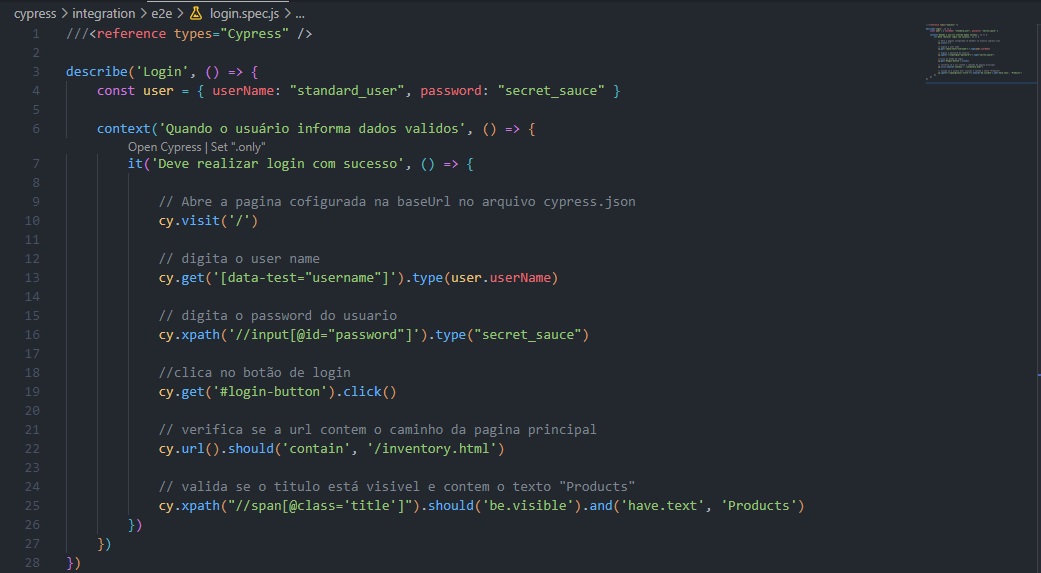 cypress > integration > e2e > login.spec.js > ...
1 ///<reference types="Cypress" />
2
3 describe('Login', () => {
4 const user = { userName: "standard_user", password: "secret_sauce" }
5
6 context('Quando o usuário informa dados validos', () => {
Open Cypress | Set ".only"
7 it('Deve realizar login com sucesso', () => {
8
9 // Abre a pagina cofigurada na baseUrl no arquivo cypress.json
10 cy.visit('/')
11
12 // digita o user name
13 cy.get('[data-test="username"]').type(user.userName)
14
15 // digita o password do usuario
16 cy.xpath('//input[@id="password"]').type("secret_sauce")
17
18 //clica no botão de login
19 cy.get('#login-button').click()
20
21 // verifica se a url contem o caminho da pagina principal
22 cy.url().should('contain', '/inventory.html')
23
24 // valida se o titulo está visivel e contem o texto "Products"
25 cy.xpath("//span[@class='title']").should('be.visible').and('have.text', 'Products')
26 })
27 })
28 })